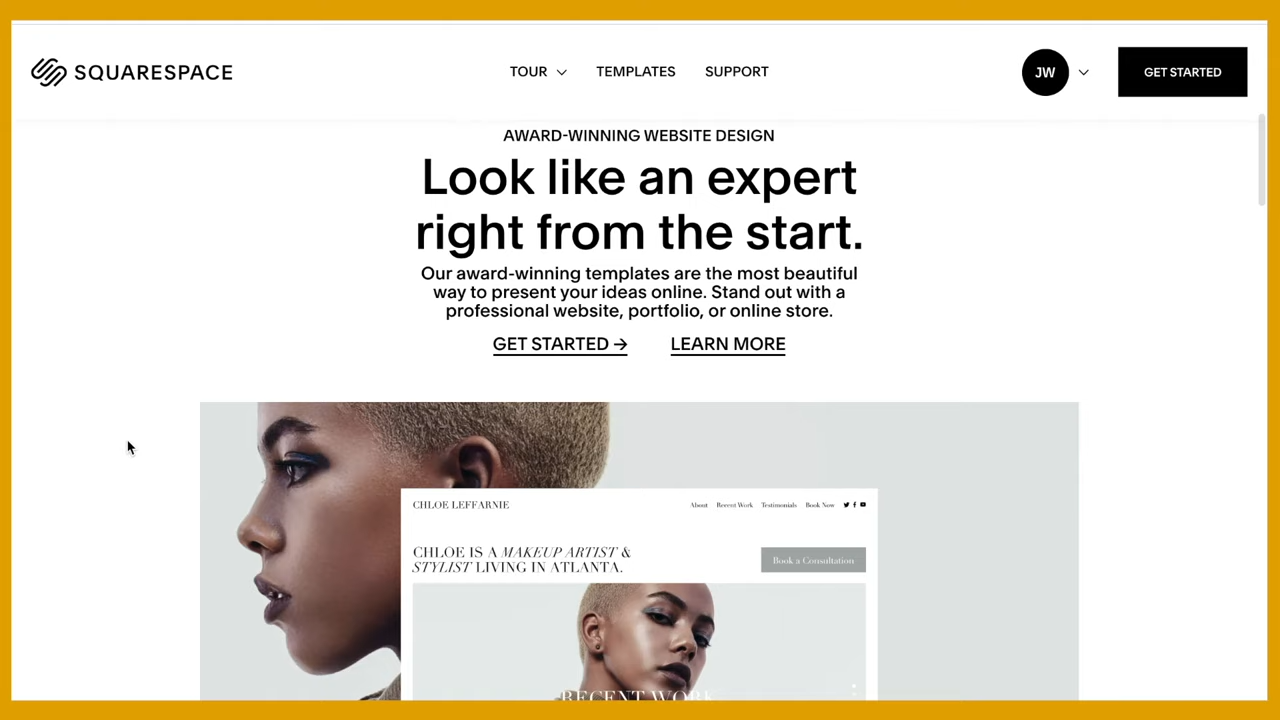 SQUARESPACE
TOUR
TEMPLATES
SUPPORT
JW
GET STARTED
AWARD-WINNING WEBSITE DESIGN
Look like an expert
right from the start.
Our award-winning templates are the most beautiful
way to present your ideas online. Stand out with a
professional website, portfolio, or online store.
GET STARTED →
LEARN MORE
CHLOE LEFFARNIE
About
Recent Work
Testimonials
Book Now
CHLOE IS A MAKEUP ARTIST &
STYLIST LIVING IN ATLANTA.
Book a Consultation
RECENT WORK